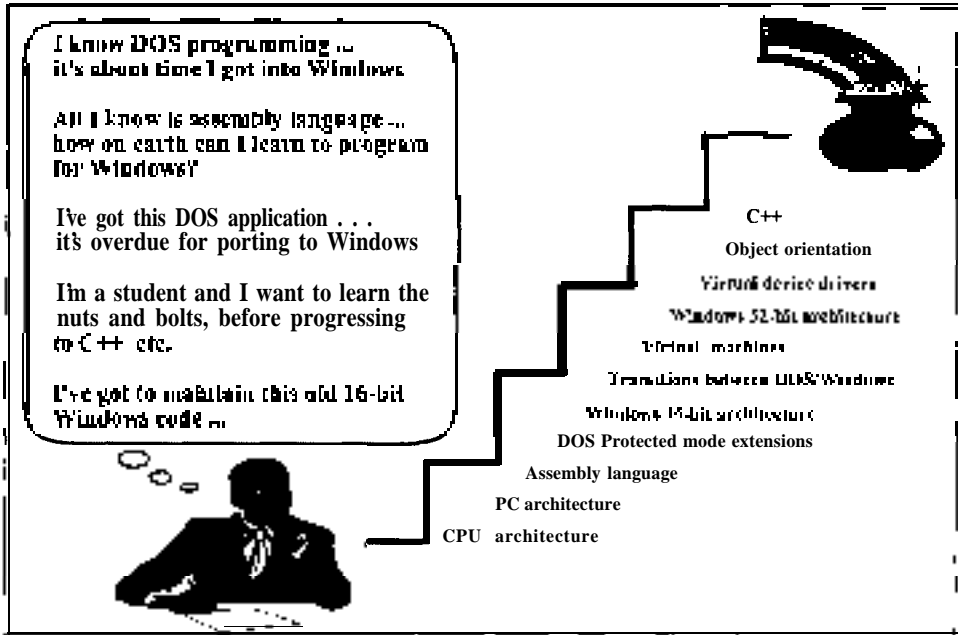 I know DOS programming ...
it's about time I got into Windows
All I know is assembly language ...
how on earth can I learn to program
for Windows?
I've got this DOS application . . .
it's overdue for porting to Windows
I'm a student and I want to learn the
nuts and bolts, before progressing
to C++ etc.
I've got to maintain this old 16-bit
Windows code ...
C++
Object orientation
Virtual device drivers
Windows 32-bit architecture
Virtual machines
Transitions between DOS/Windows
Windows 16-bit architecture
DOS Protected mode extensions
Assembly language
PC architecture
CPU architecture